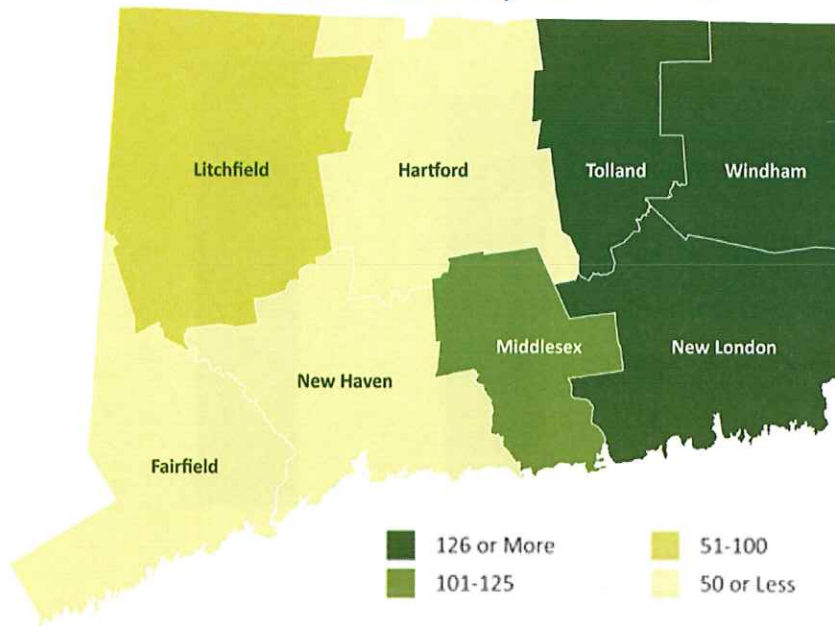 Litchfield
Hartford
Tolland
Windham
Middlesex
New London
New Haven
Fairfield
126 or More
51-100
101-125
50 or Less